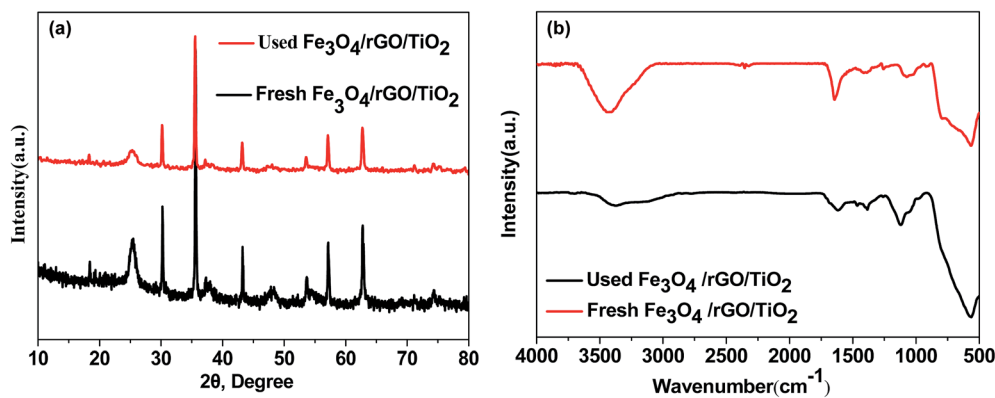 (a)
Used Fe₃O₄/rGO/TiO₂
Fresh Fe₃O₄/rGO/TiO₂
Intensity(a.u.)
10 20 30 40 50 60 70 80
2θ, Degree
(b)
Intensity(a.u.)
Used Fe₃O₄ /rGO/TiO₂
Fresh Fe₃O₄ /rGO/TiO₂
4000 3500 3000 2500 2000 1500 1000 500
Wavenumber(cm⁻¹)